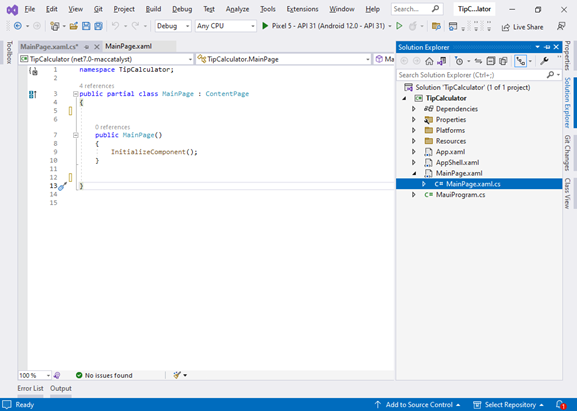 File Edit View Git Project Build Debug Test Analyze Tools Extensions Window Help Search... TipC...lator
Debug Any CPU Pixel 5 - API 31 (Android 12.0 - API 31) Live Share
Toolbox
MainPage.xaml.cs* MainPage.xaml
TipCalculator (net7.0-maccatalyst) TipCalculator.MainPage Ma
1 namespace TipCalculator;
2
4 references
3 public partial class MainPage : ContentPage
4 {
5
6
0 references
7 public MainPage()
8 {
9 InitializeComponent();
10 }
11
12
13 }
14
15
100 % No issues found
Solution Explorer
Search Solution Explorer (Ctrl+;)
Solution 'TipCalculator' (1 of 1 project)
TipCalculator
Dependencies
Properties
Platforms
Resources
App.xaml
AppShell.xaml
MainPage.xaml
C# MainPage.xaml.cs
C# MauiProgram.cs
Properties
Solution Explorer
Git Changes
Class View
Error List Output
Ready Add to Source Control Select Repository 1